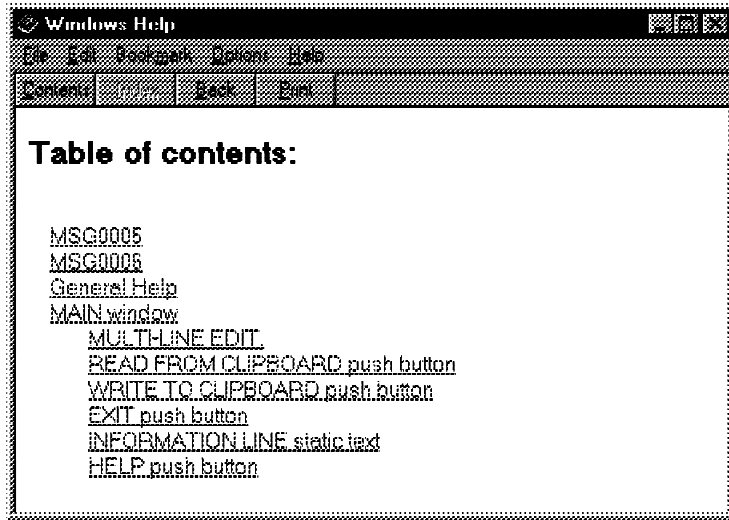 Windows Help
File Edit Bookmark Options Help
Contents Index Back Print
Table of contents:
MSG0005
MSG0006
General Help
MAIN window
MULTI-LINE EDIT.
READ FROM CLIPBOARD push button
WRITE TO CLIPBOARD push button
EXIT push button
INFORMATION LINE static text
HELP push button